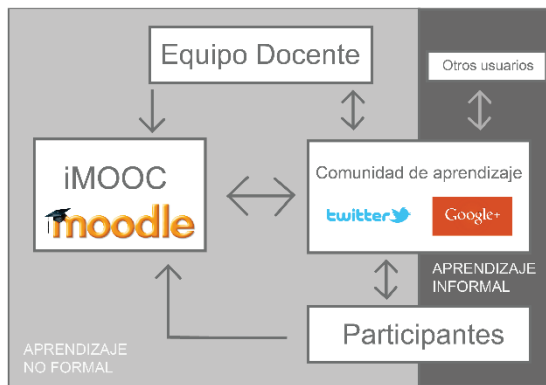 Equipo Docente
Otros usuarios
iMOOC
moodle
Comunidad de aprendizaje
twitter
Google+
APRENDIZAJE
INFORMAL
Participantes
APRENDIZAJE
NO FORMAL